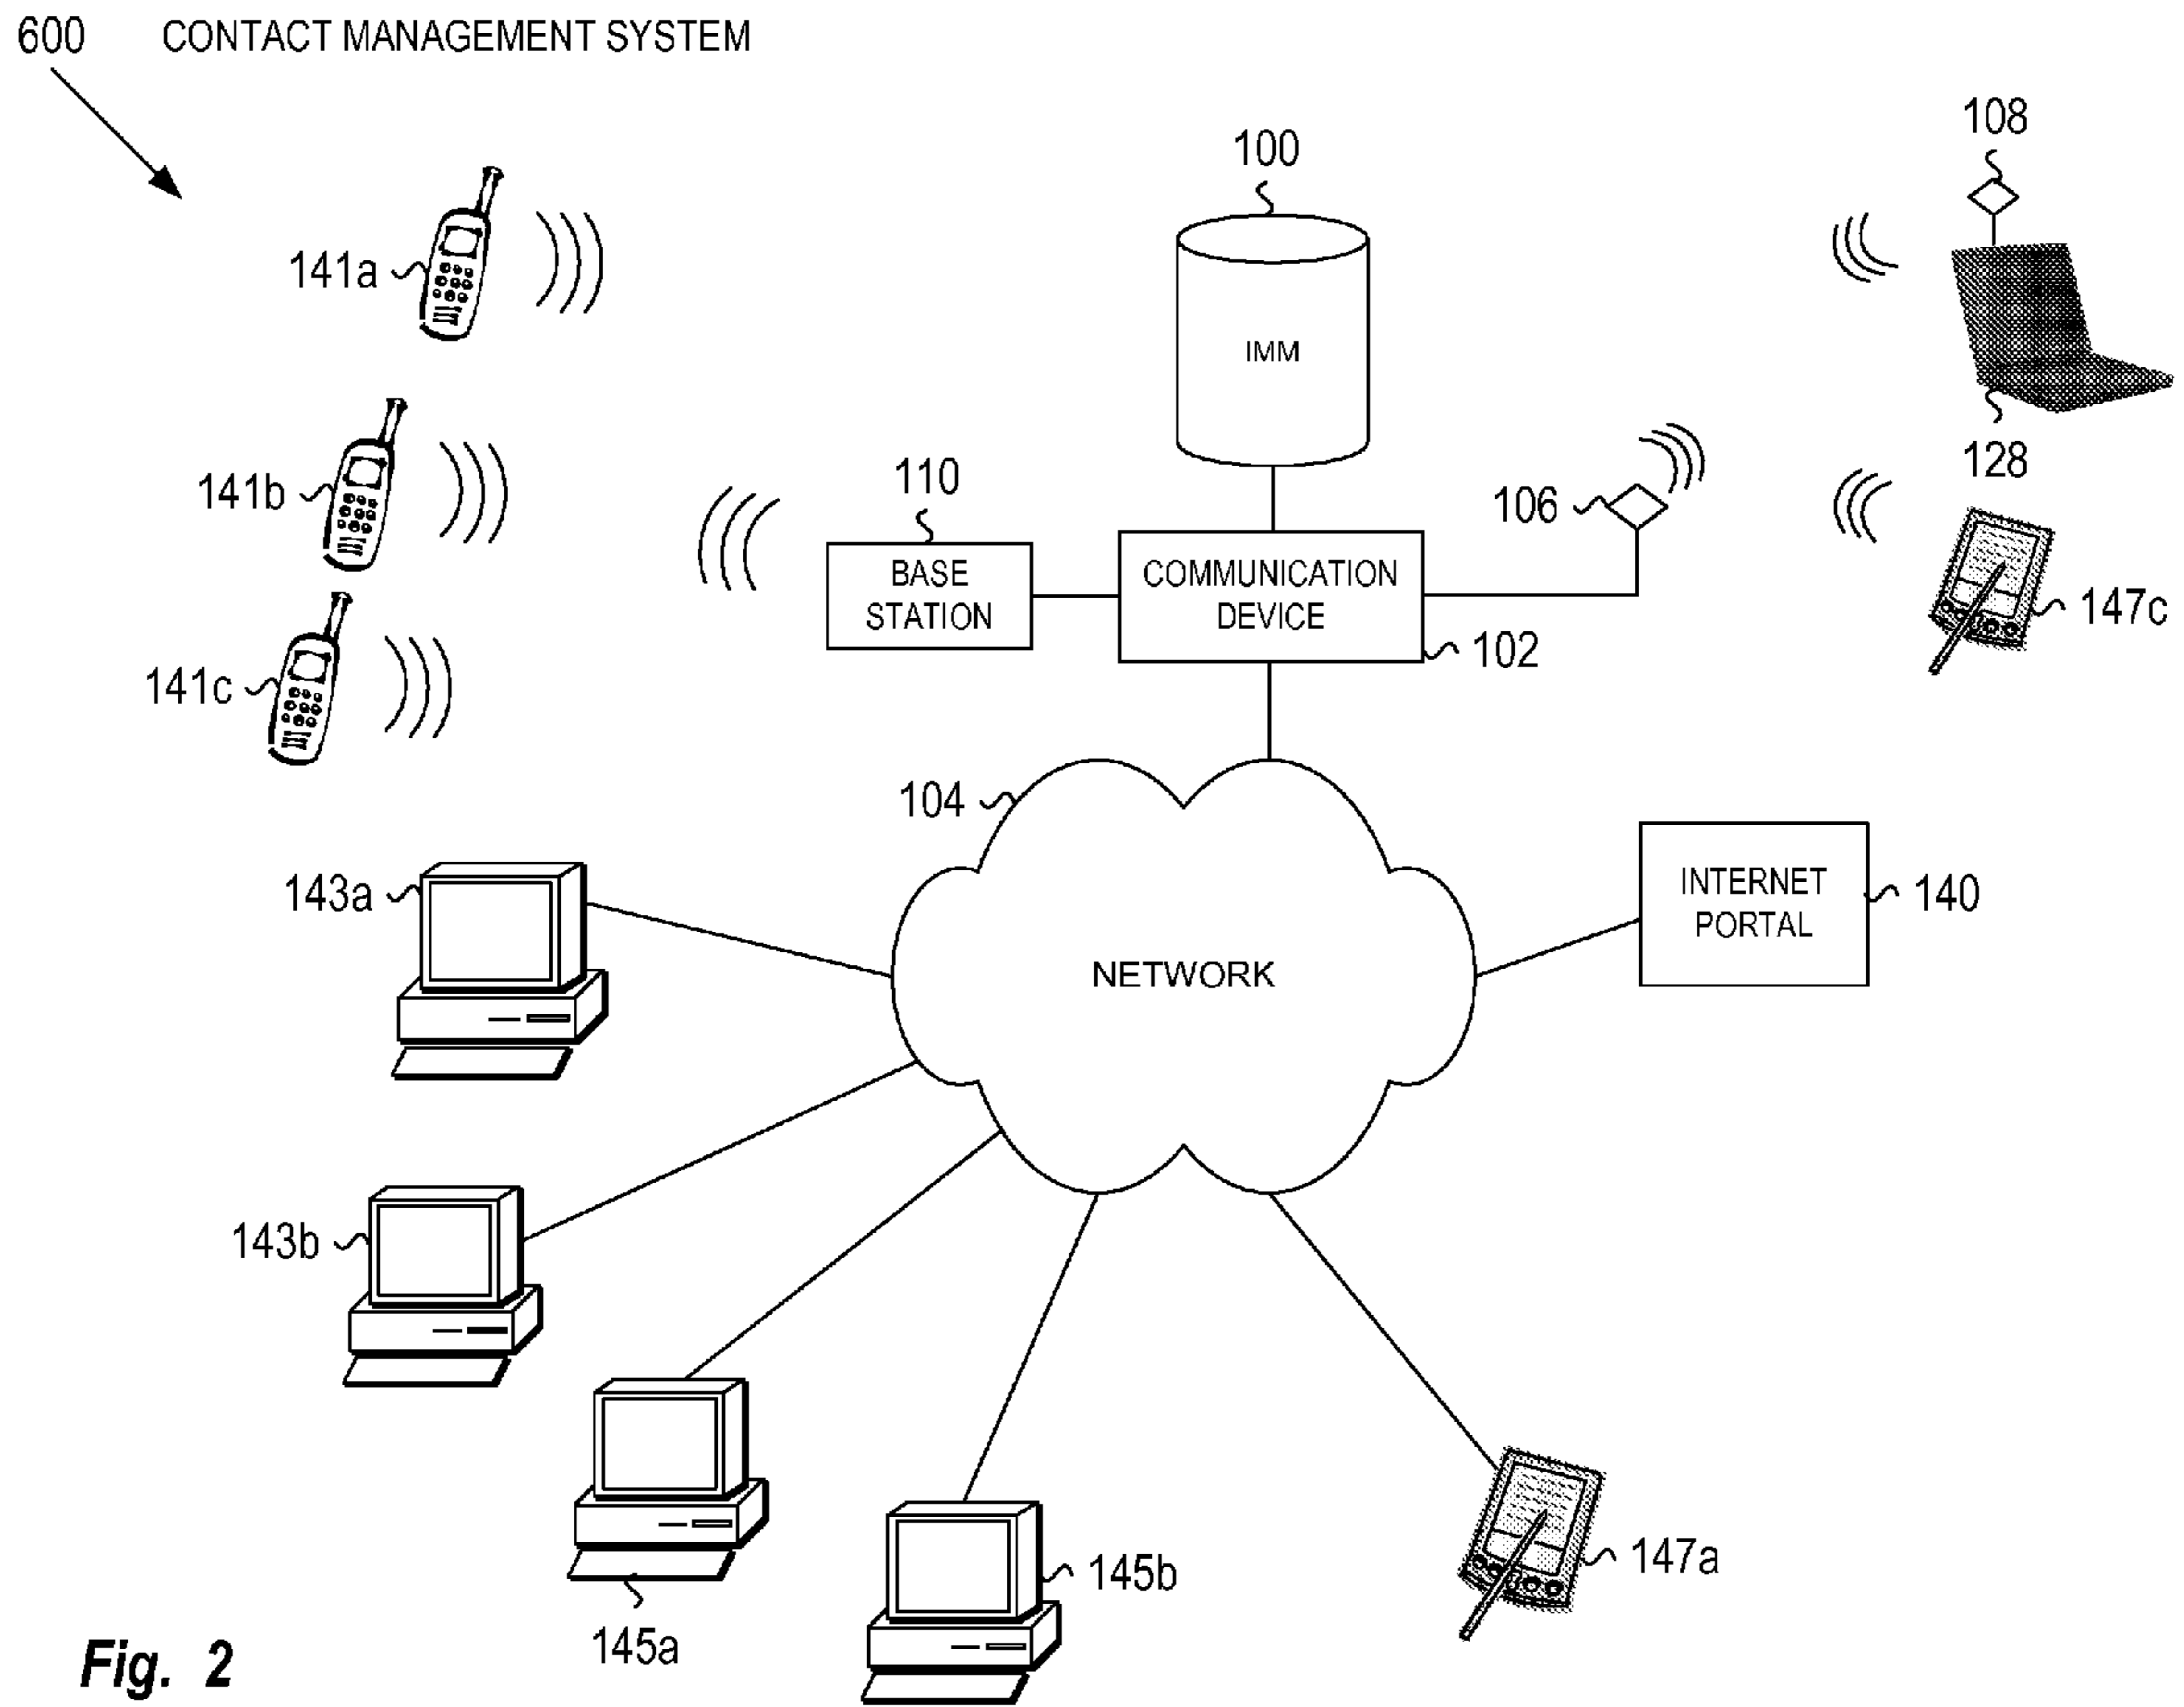 600 CONTACT MANAGEMENT SYSTEM
108
100
141a
IMM
128
141b
110
106
BASE
STATION
COMMUNICATION
DEVICE
147c
102
141c
104
143a
INTERNET
PORTAL
140
NETWORK
143b
145b
147a
145a
Fig. 2